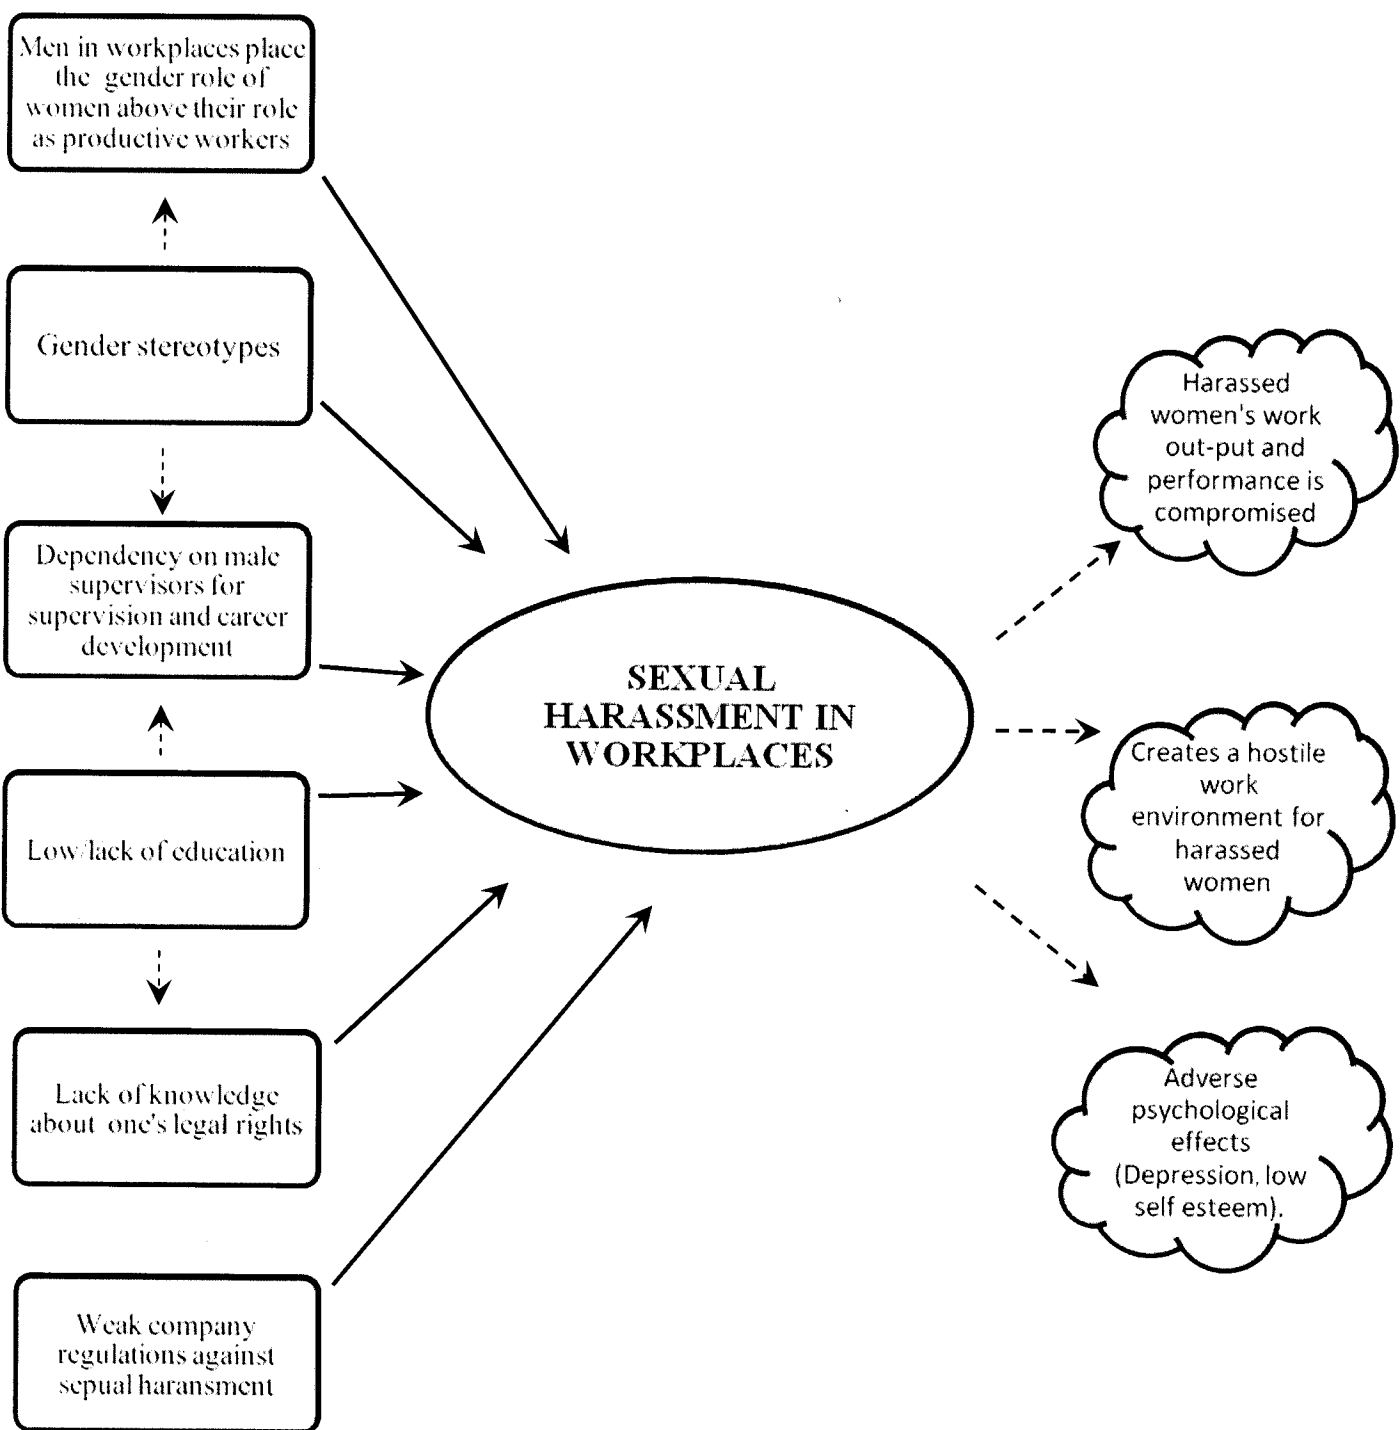 Men in workplaces place
the gender role of
women above their role
as productive workers
Gender stereotypes
Dependency on male
supervisors for
supervision and career
development
Low/lack of education
Lack of knowledge
about one's legal rights
Weak company
regulations against
sepual haransment
SEXUAL
HARASSMENT IN
WORKPLACES
Harassed
women's work
out-put and
performance is
compromised
Creates a hostile
work
environment for
harassed
women
Adverse
psychological
effects
(Depression, low
self esteem).